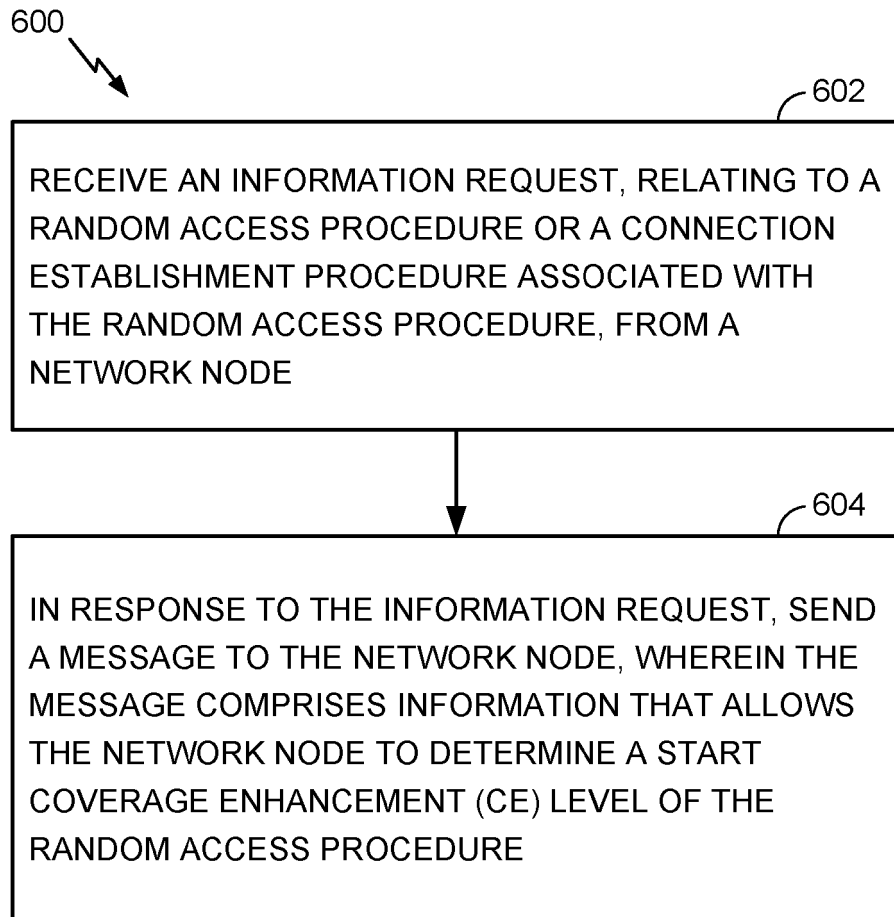 600
602
RECEIVE AN INFORMATION REQUEST, RELATING TO A
RANDOM ACCESS PROCEDURE OR A CONNECTION
ESTABLISHMENT PROCEDURE ASSOCIATED WITH
THE RANDOM ACCESS PROCEDURE, FROM A
NETWORK NODE
604
IN RESPONSE TO THE INFORMATION REQUEST, SEND
A MESSAGE TO THE NETWORK NODE, WHEREIN THE
MESSAGE COMPRISES INFORMATION THAT ALLOWS
THE NETWORK NODE TO DETERMINE A START
COVERAGE ENHANCEMENT (CE) LEVEL OF THE
RANDOM ACCESS PROCEDURE